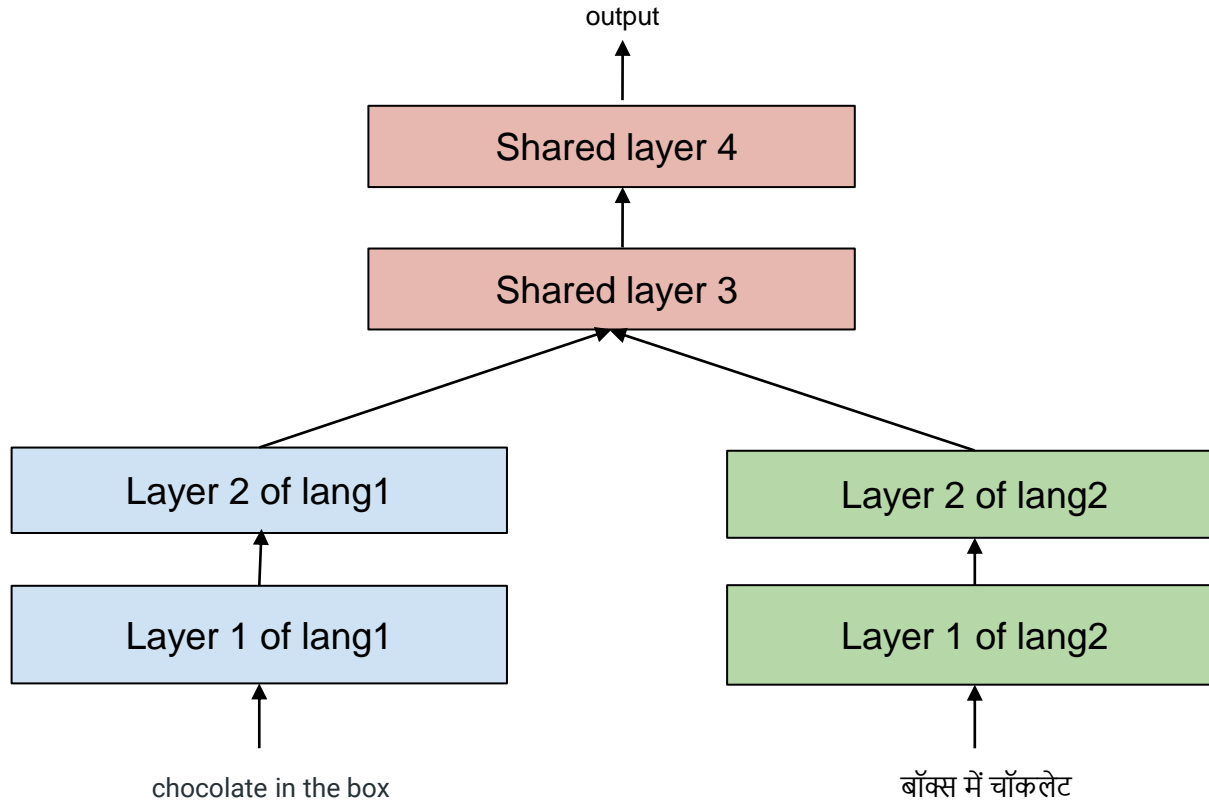 output
Shared layer 4
Shared layer 3
Layer 2 of lang1
Layer 2 of lang2
Layer 1 of lang1
Layer 1 of lang2
chocolate in the box
बॉक्स में चॉकलेट